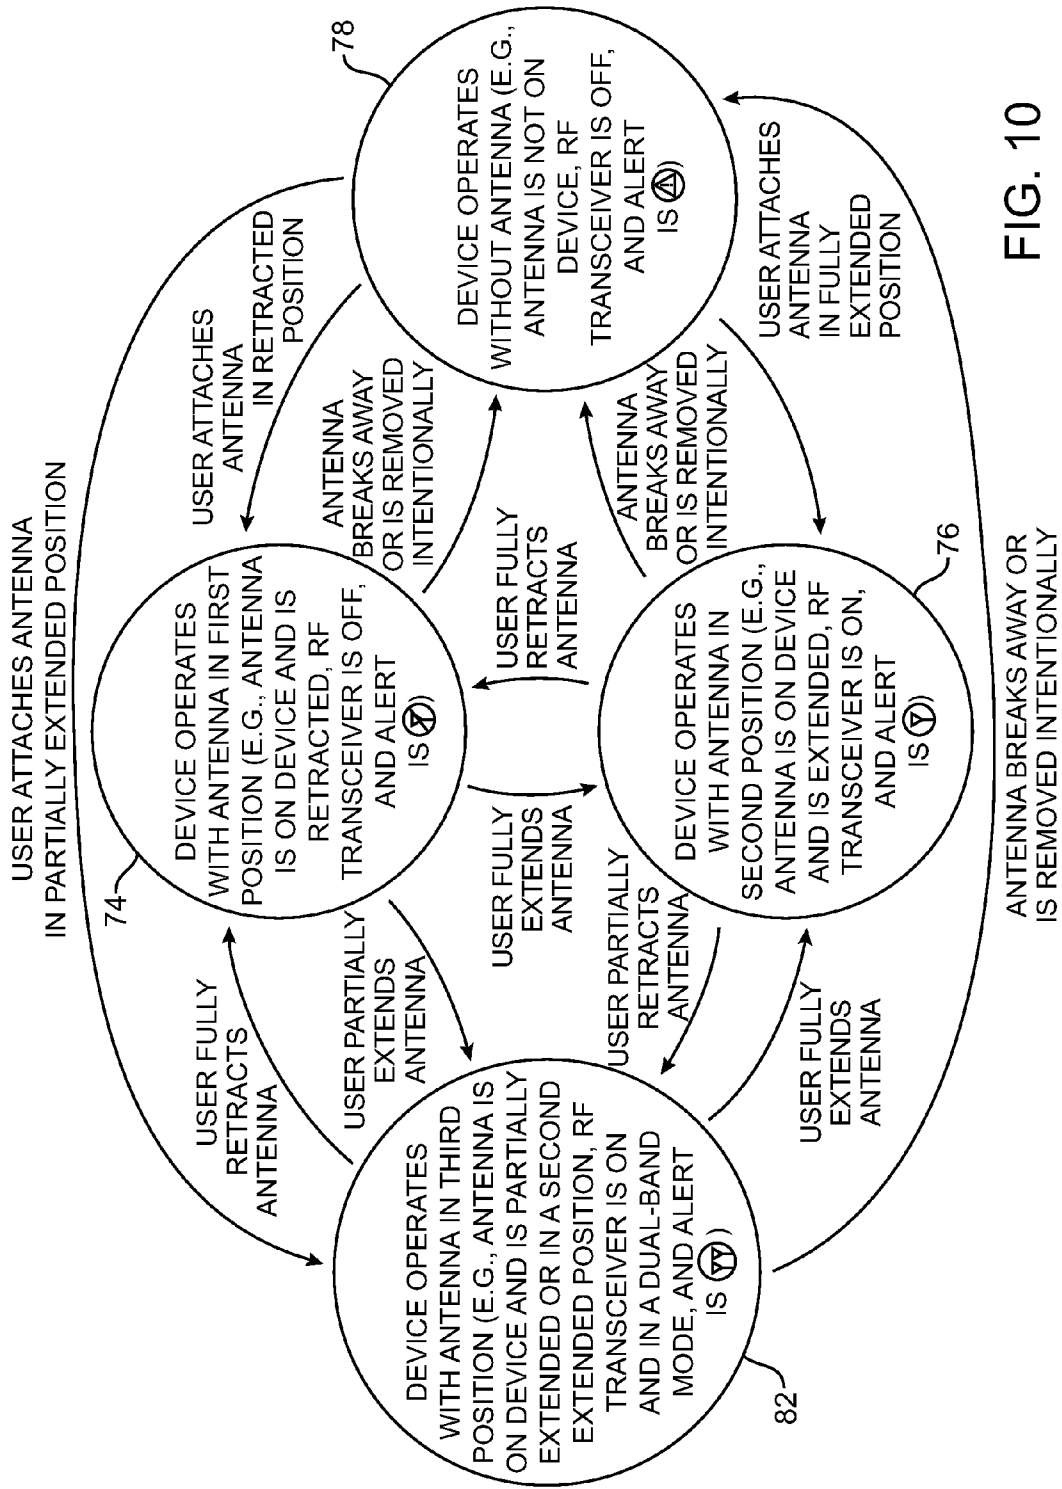 USER ATTACHES ANTENNA
IN PARTIALLY EXTENDED POSITION
74
DEVICE OPERATES
WITH ANTENNA IN FIRST
POSITION (E.G., ANTENNA
IS ON DEVICE AND IS
RETRACTED, RF
TRANSCEIVER IS OFF,
AND ALERT
IS )
USER ATTACHES
ANTENNA
IN RETRACTED
POSITION
78
USER FULLY
RETRACTS
ANTENNA
USER PARTIALLY
EXTENDS
ANTENNA
ANTENNA
BREAKS AWAY
OR IS REMOVED
INTENTIONALLY
DEVICE OPERATES
WITH ANTENNA IN THIRD
POSITION (E.G., ANTENNA IS
ON DEVICE AND IS PARTIALLY
EXTENDED OR IN A SECOND
EXTENDED POSITION, RF
TRANSCEIVER IS ON
AND IN A DUAL-BAND
MODE, AND ALERT
IS YY )
82
USER FULLY
EXTENDS
ANTENNA
USER FULLY
RETRACTS
ANTENNA
DEVICE OPERATES
WITHOUT ANTENNA (E.G.,
ANTENNA IS NOT ON
DEVICE, RF
TRANSCEIVER IS OFF,
AND ALERT
IS )
USER PARTIALLY
RETRACTS
ANTENNA
DEVICE OPERATES
WITH ANTENNA IN
SECOND POSITION (E.G.,
ANTENNA IS ON DEVICE
AND IS EXTENDED, RF
TRANSCEIVER IS ON,
AND ALERT
IS Y )
76
ANTENNA
BREAKS AWAY
OR IS REMOVED
INTENTIONALLY
USER ATTACHES
ANTENNA
IN FULLY
EXTENDED
POSITION
USER FULLY
EXTENDS
ANTENNA
ANTENNA BREAKS AWAY OR
IS REMOVED INTENTIONALLY
FIG. 10